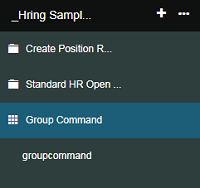 _Hring Sampl...
Create Position R...
Standard HR Open ...
Group Command
groupcommand